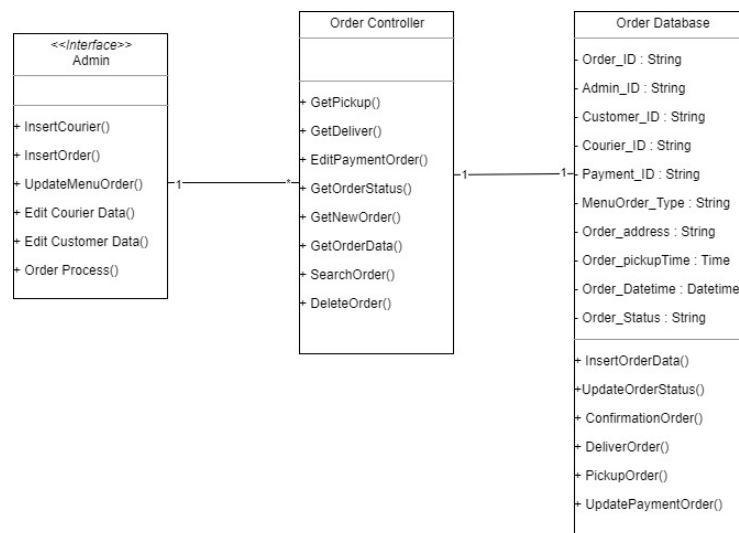 <<Interface>>
Admin
+ InsertCourier()
+ InsertOrder()
+ UpdateMenuOrder()
+ Edit Courier Data()
+ Edit Customer Data()
+ Order Process()
1
*
Order Controller
+ GetPickup()
+ GetDeliver()
+ EditPaymentOrder()
+ GetOrderStatus()
+ GetNewOrder()
+ GetOrderData()
+ SearchOrder()
+ DeleteOrder()
1
1
Order Database
- Order_ID : String
- Admin_ID : String
- Customer_ID : String
- Courier_ID : String
- Payment_ID : String
- MenuOrder_Type : String
- Order_address : String
- Order_pickupTime : Time
- Order_Datetime : Datetime
- Order_Status : String
+ InsertOrderData()
+UpdateOrderStatus()
+ ConfirmationOrder()
+ DeliverOrder()
+ PickupOrder()
+ UpdatePaymentOrder()